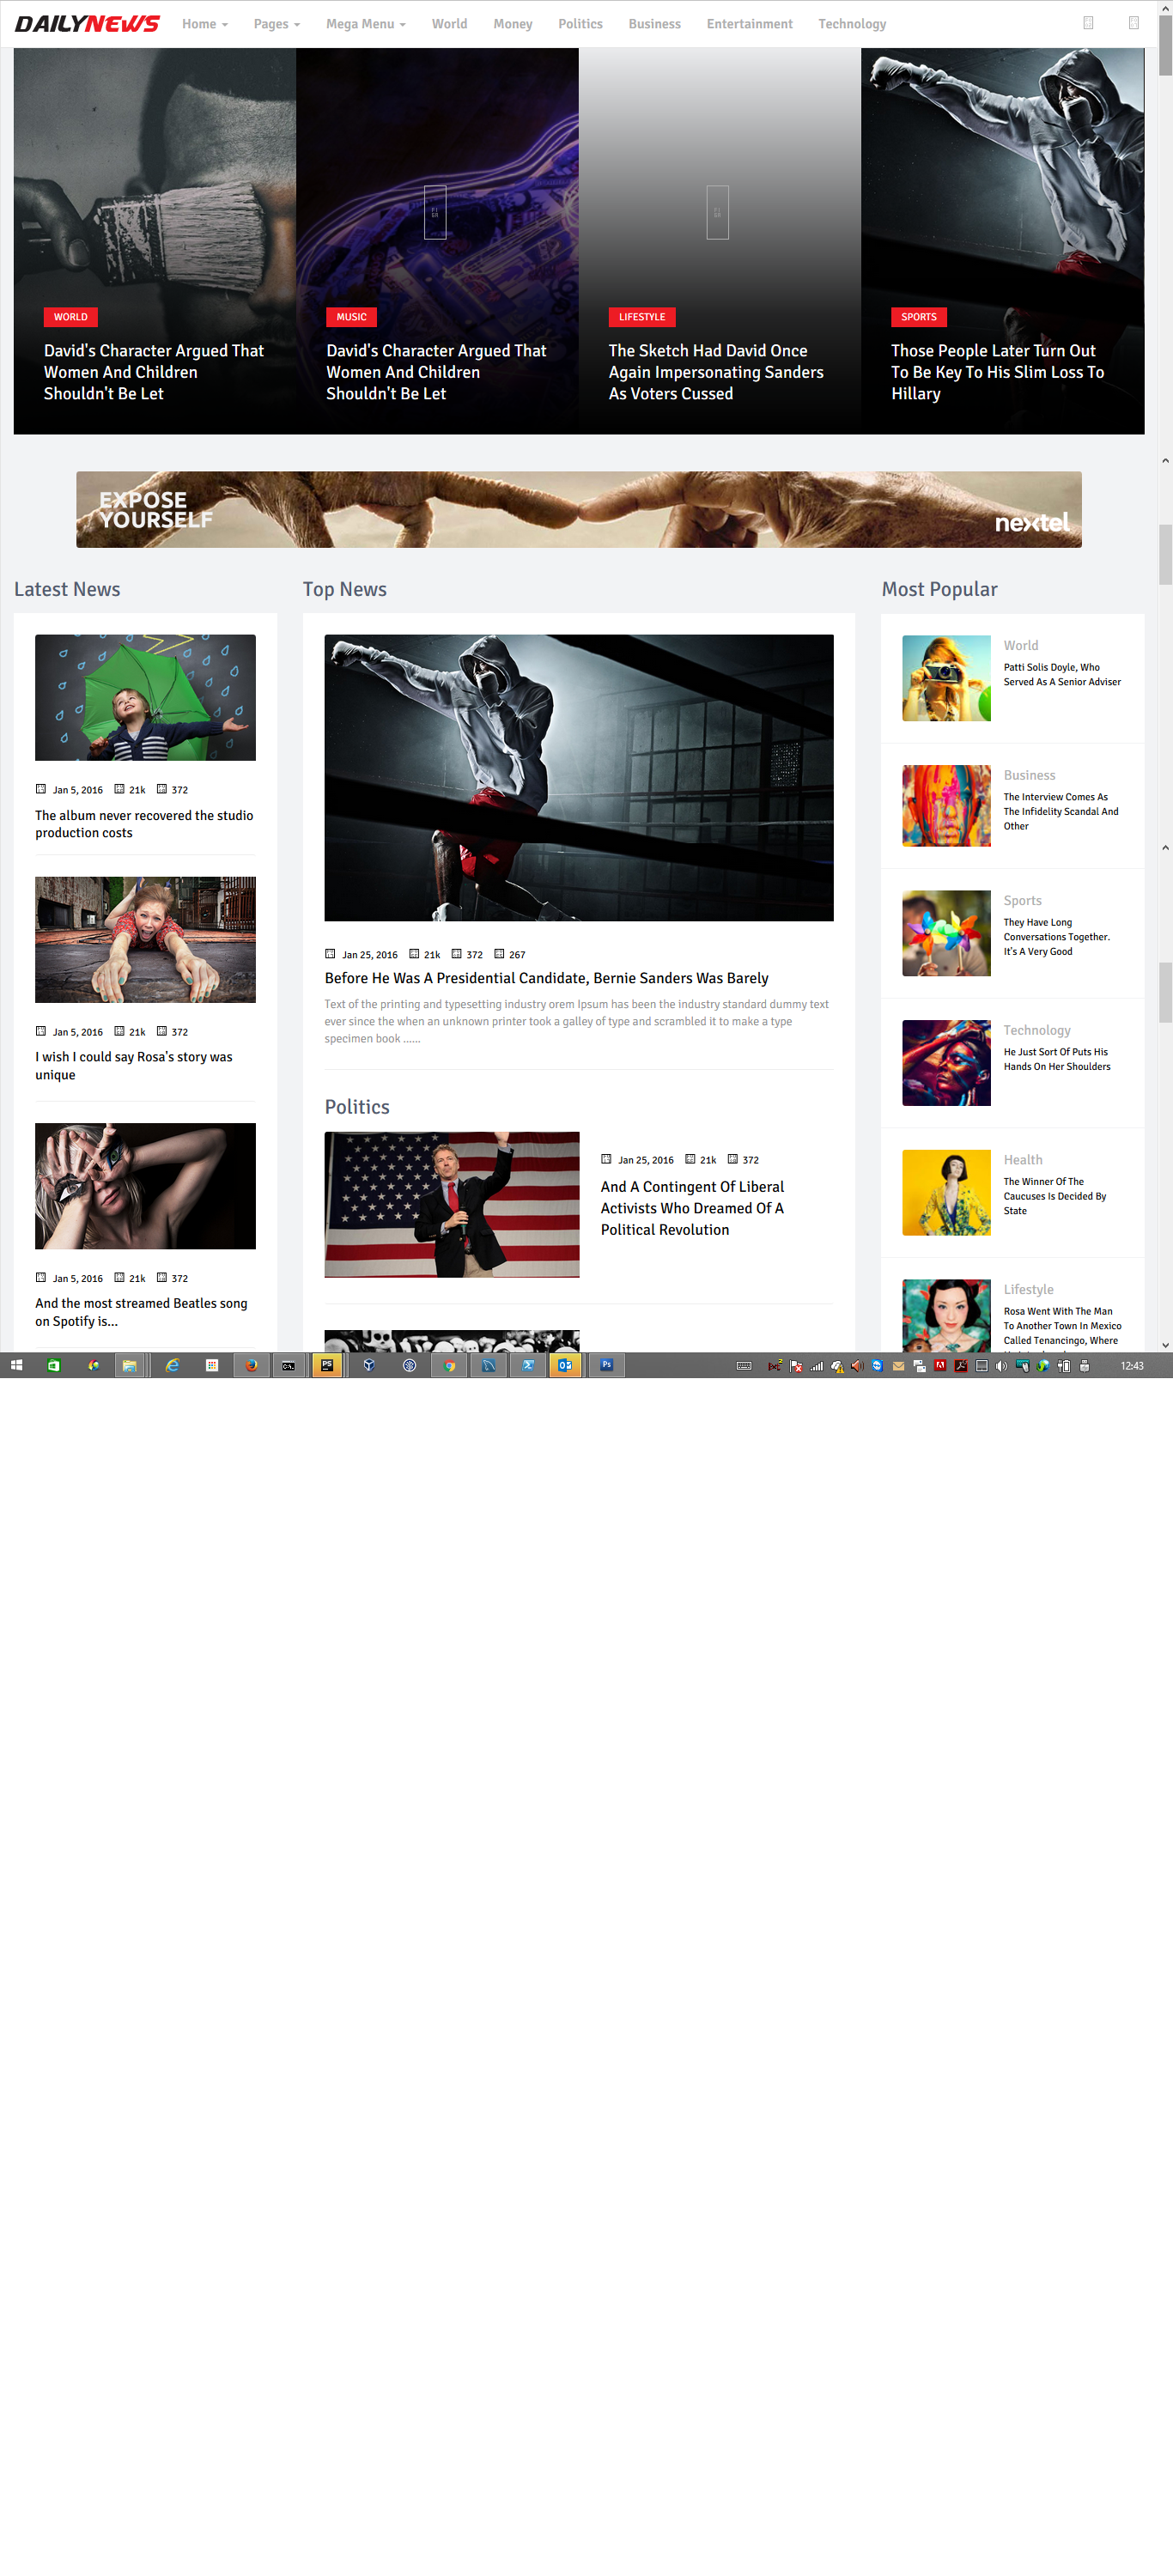 DAILYNEWS
Home
Pages
Mega Menu
World
Money
Politics
Business
Entertainment
Technology
WORLD
David's Character Argued That
Women And Children
Shouldn't Be Let
MUSIC
David's Character Argued That
Women And Children
Shouldn't Be Let
LIFESTYLE
The Sketch Had David Once
Again Impersonating Sanders
As Voters Cussed
SPORTS
Those People Later Turn Out
To Be Key To His Slim Loss To
Hillary
EXPOSE
YOURSELF
nextel
Latest News
Jan 5, 2016 21k 372
The album never recovered the studio
production costs
Jan 5, 2016 21k 372
I wish I could say Rosa's story was
unique
Jan 5, 2016 21k 372
And the most streamed Beatles song
on Spotify is...
Top News
Jan 25, 2016 21k 372 267
Before He Was A Presidential Candidate, Bernie Sanders Was Barely
Text of the printing and typesetting industry orem Ipsum has been the industry standard dummy text
ever since the when an unknown printer took a galley of type and scrambled it to make a type
specimen book ......
Politics
Jan 25, 2016 21k 372
And A Contingent Of Liberal
Activists Who Dreamed Of A
Political Revolution
Most Popular
World
Patti Solis Doyle, Who
Served As A Senior Adviser
Business
The Interview Comes As
The Infidelity Scandal And
Other
Sports
They Have Long
Conversations Together.
It's A Very Good
Technology
He Just Sort Of Puts His
Hands On Her Shoulders
Health
The Winner Of The
Caucuses Is Decided By
State
Lifestyle
Rosa Went With The Man
To Another Town In Mexico
Called Tenancingo, Where
12:43